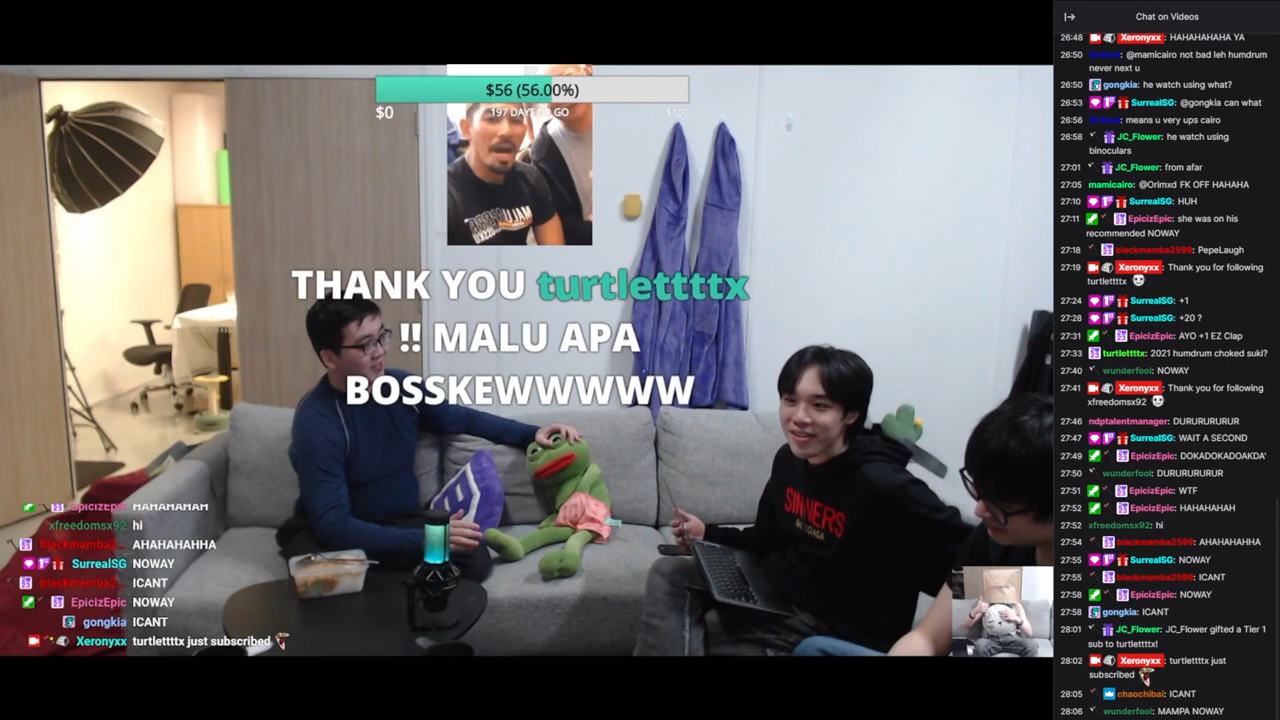 $56 (56.00%)
$0
197 DAYS TO GO
$100
THANK YOU turtlettttx
!! MALU APA
BOSSKEWWWWW
SINNERS
EpicizEpic HAHAHAHAH
xfreedomsx92 hi
blackmamba2... AHAHAHAHHA
SurrealSG NOWAY
blackmamba2... ICANT
EpicizEpic NOWAY
gongkia ICANT
Xeronyxx turtlettttx just subscribed
Chat on Videos
26:48 Xeronyxx: HAHAHAHAHA YA
26:50 @mamicairo not bad leh humdrum
never next u
26:50 gongkia: he watch using what?
26:53 SurrealSG: @gongkia can what
26:56 means u very ups cairo
26:58 JC_Flower: he watch using
binoculars
27:01 JC_Flower: from afar
27:05 mamicairo: @Orimxd FK OFF HAHAHA
27:10 SurrealSG: HUH
27:11 EpicizEpic: she was on his
recommended NOWAY
27:18 blackmamba2599: PepeLaugh
27:19 Xeronyxx: Thank you for following
turtlettttx
27:24 SurrealSG: +1
27:28 SurrealSG: +20 ?
27:31 EpicizEpic: AYO +1 EZ Clap
27:33 turtlettttx: 2021 humdrum choked suki?
27:40 wunderfool: NOWAY
27:41 Xeronyxx: Thank you for following
xfreedomsx92
27:46 ndptalentmanager: DURURURURUR
27:47 SurrealSG: WAIT A SECOND
27:49 EpicizEpic: DOKADOKADOAKDA'
27:50 wunderfool: DURURURURUR
27:51 EpicizEpic: WTF
27:52 EpicizEpic: HAHAHAHAH
27:52 xfreedomsx92: hi
27:54 blackmamba2599: AHAHAHAHHA
27:55 SurrealSG: NOWAY
27:55 blackmamba2599: ICANT
27:58 EpicizEpic: NOWAY
27:58 gongkia: ICANT
28:01 JC_Flower: JC_Flower gifted a Tier 1
sub to turtlettttx!
28:02 Xeronyxx: turtlettttx just
subscribed
28:05 chaochibai: ICANT
28:06 wunderfool: MAMPA NOWAY